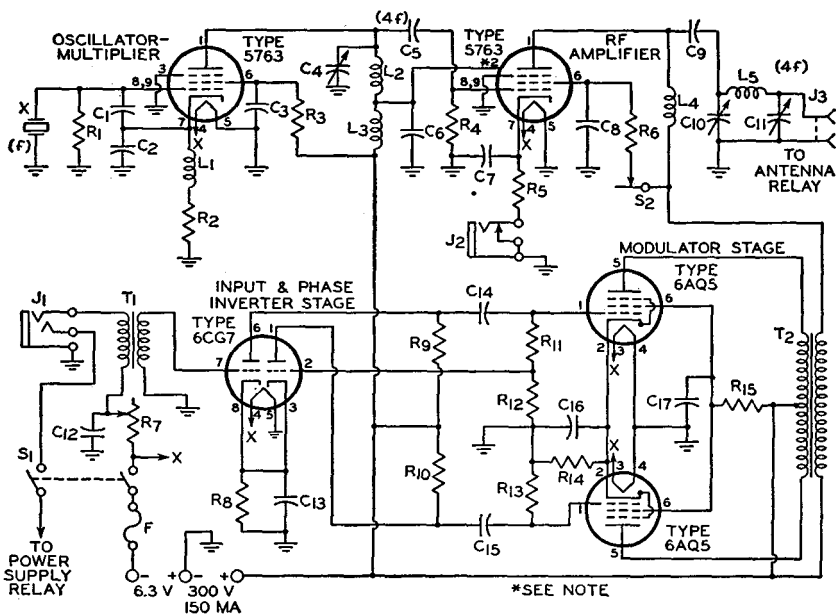 OSCILLATOR-
MULTIPLIER
TYPE
5763
(4f)
C5
TYPE
5763
*2
RF
AMPLIFIER
C9
L5
(4f)
J3
1
3
8,9
6
7
4
5
X
X
(f)
R1
C1
C2
C3
R3
C4
L2
L3
L1
R2
C6
R4
C7
1
3
8,9
6
7
4
5
X
C8
R6
S2
R5
J2
L4
C10
C11
TO
ANTENNA
RELAY
J1
T1
INPUT & PHASE
INVERTER STAGE
TYPE
6CG7
6
1
7
2
8
4
5
3
X
C14
R9
R11
R12
R10
R13
R14
C16
C15
MODULATOR STAGE
TYPE
6AQ5
5
1
6
2
3
4
X
C17
R15
T2
X
2
3
4
1
6
5
TYPE
6AQ5
C12
R7
X
S1
R8
C13
F
TO
POWER
SUPPLY
RELAY
- + +
6.3 V
300 V
150 MA
*SEE NOTE